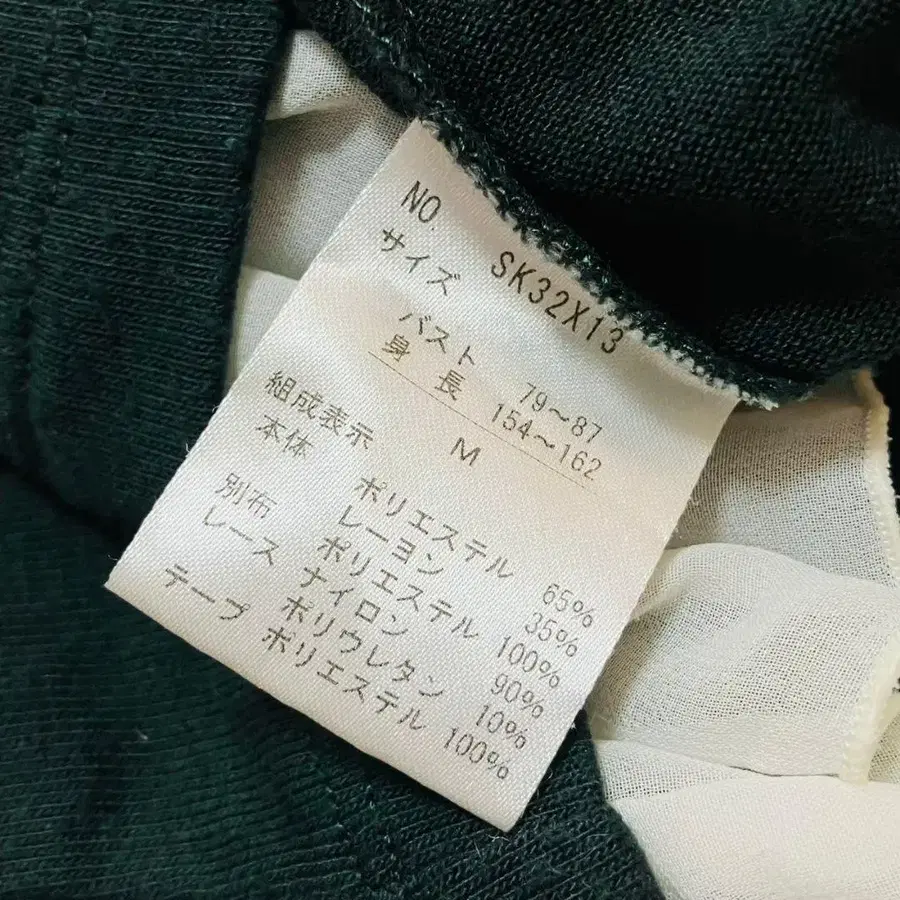 NO. SK32X13
サイズ
バスト 79～87
身長 154～162
M
組成表示
本体 ポリエステル 65%
レーヨン 35%
別布 ポリエステル 100%
レース ナイロン 90%
ポリウレタン 10%
テープ ポリエステル 100%